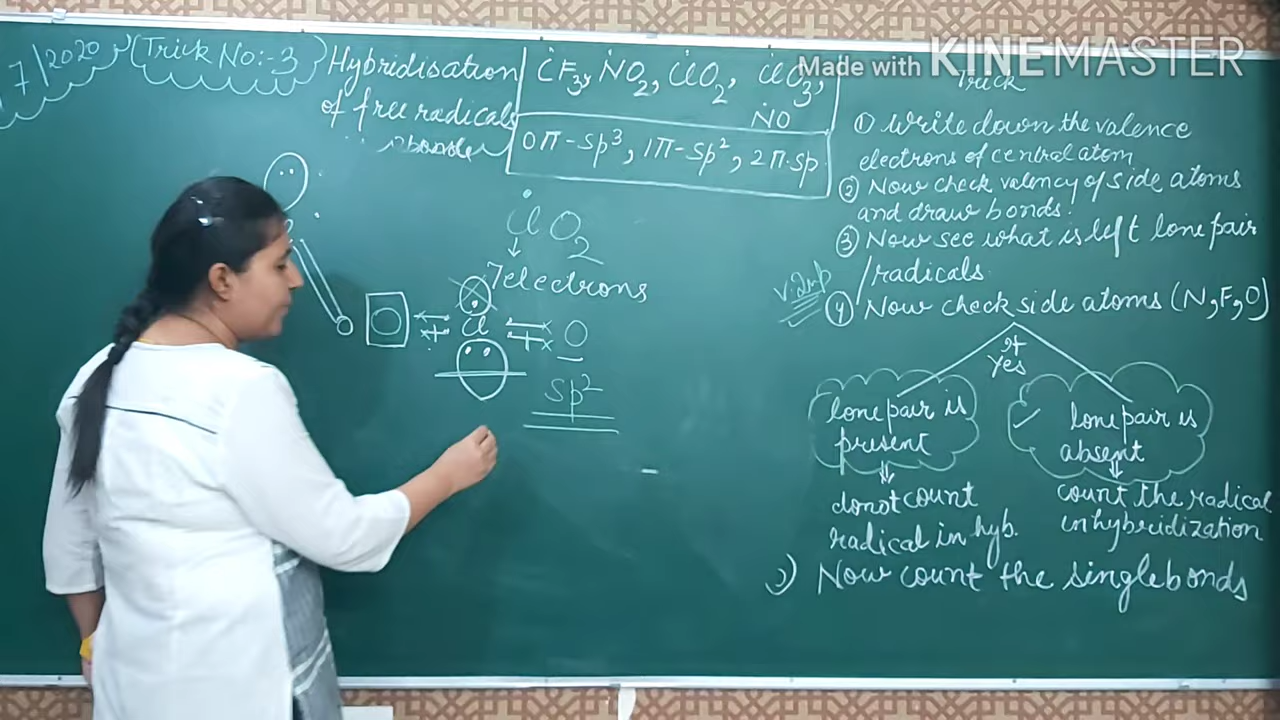 7/2020
(Trick No:-3)
Hybridisation
of free radicals
ĊF3, ṄO2, ĊlO2, ĊlO3,
NO
0π-sp³, 1π-sp², 2π.sp.
ĊlO2
7electrons
O Cl O
sp²
Made with KINEMASTER
Trick
① Write down the valence
electrons of central atom
② Now check valency of side atoms
and draw bonds.
③ Now see what is left lone pair
/radicals.
V.Imp
④ Now check side atoms (N,F,O)
If
Yes
lone pair is
present
donot count
radical in hyb.
lone pair is
absent
count the radical
in hybridization
Now count the single bonds